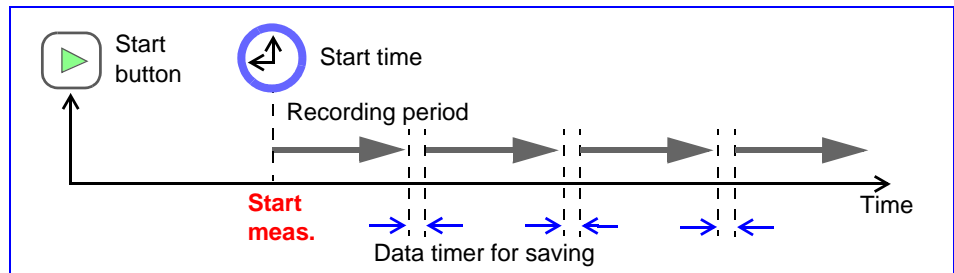 Start
button
Start time
Recording period
Time
Start
meas.
Data timer for saving